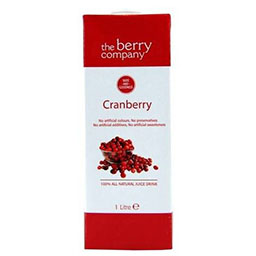 the berry
company
Cranberry
No artificial colours, No preservatives
No artificial additives, No artificial sweeteners
100% ALL NATURAL JUICE DRINK
1 Litre ℮